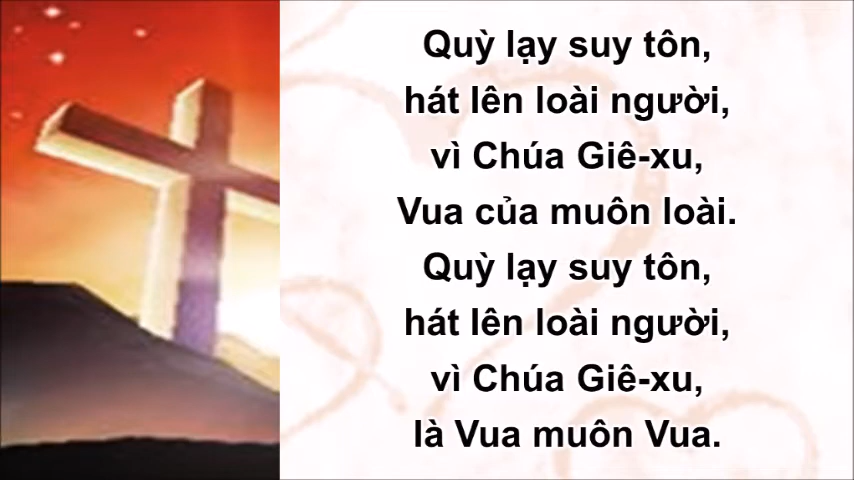 Quỳ lạy suy tôn,
hát lên loài người,
vì Chúa Giê-xu,
Vua của muôn loài.
Quỳ lạy suy tôn,
hát lên loài người,
vì Chúa Giê-xu,
là Vua muôn Vua.